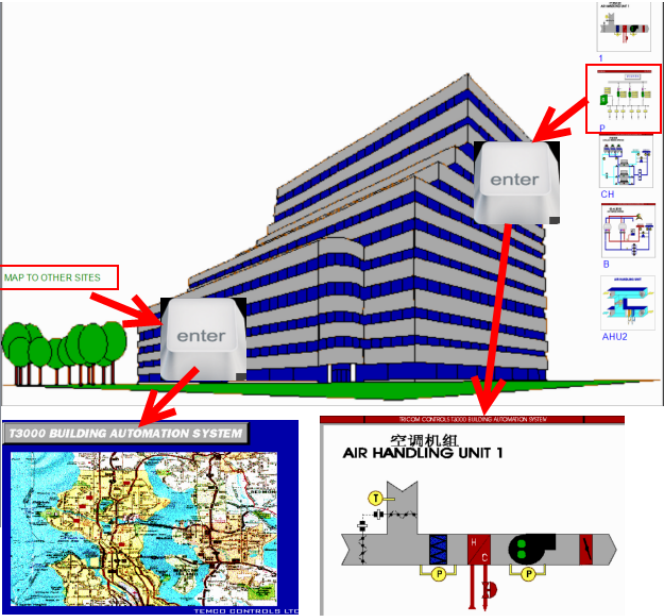 1
P
CH
B
AHU2
enter
MAP TO OTHER SITES
enter
T3000 BUILDING AUTOMATION SYSTEM
TEMCO CONTROLS LTD
TRICOM CONTROLS T3000 BUILDING AUTOMATION SYSTEM
空调机组
AIR HANDLING UNIT 1
T
H
C
P
P